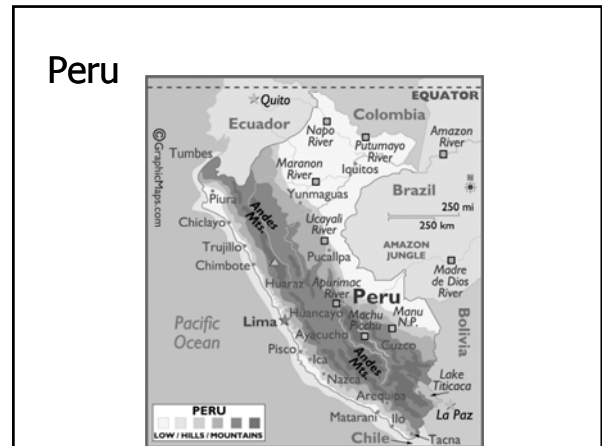 Peru
EQUATOR
Quito
Ecuador
Colombia
Napo
River
Putumayo
River
Amazon
River
©GraphicMaps.com
Tumbes
Maranon
River
Iquitos
Yunmaguas
Brazil
250 mi
250 km
Piura
Andes
Mts.
Chiclayo
Ucayali
River
AMAZON
JUNGLE
Trujillo
Pucallpa
Chimbote
Madre
de Dios
River
Huaraz
Apurimac
River
Peru
Pacific
Ocean
Lima
Huancayo
Machu
Picchu
Manu
N.P.
Bolivia
Ayacucho
Cuzco
Pisco
Ica
Andes
Mts.
Nazca
Lake
Titicaca
Arequipa
La Paz
Matarani
Ilo
PERU
LOW / HILLS / MOUNTAINS
Chile
Tacna